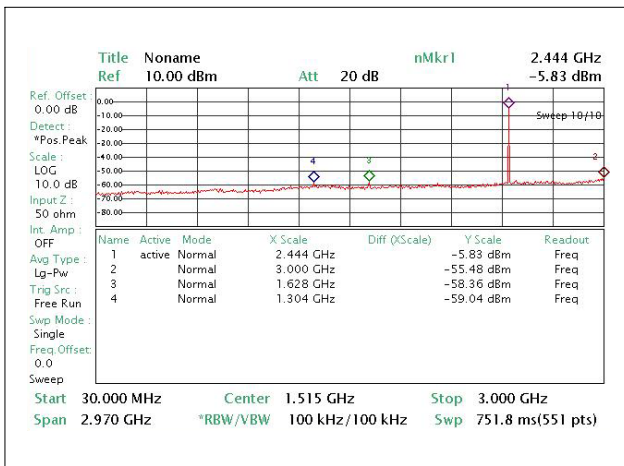 Title Noname nMkr1 2.444 GHz
Ref 10.00 dBm Att 20 dB -5.83 dBm
Ref. Offset :
0.00 dB
Detect :
*Pos.Peak
Scale :
LOG
10.0 dB
Input Z :
50 ohm
Int. Amp :
OFF
Avg Type :
Lg-Pw
Trig Src :
Free Run
Swp Mode :
Single
Freq.Offset:
0.0
Sweep
1
0.00
-10.00
Sweep 10/10
-20.00
-30.00
-40.00
4 3 2
-50.00
-60.00
-70.00
-80.00
Name Active Mode X Scale Diff (XScale) Y Scale Readout
1 active Normal 2.444 GHz -5.83 dBm Freq
2 Normal 3.000 GHz -55.48 dBm Freq
3 Normal 1.628 GHz -58.36 dBm Freq
4 Normal 1.304 GHz -59.04 dBm Freq
Start 30.000 MHz Center 1.515 GHz Stop 3.000 GHz
Span 2.970 GHz *RBW/VBW 100 kHz/100 kHz Swp 751.8 ms(551 pts)